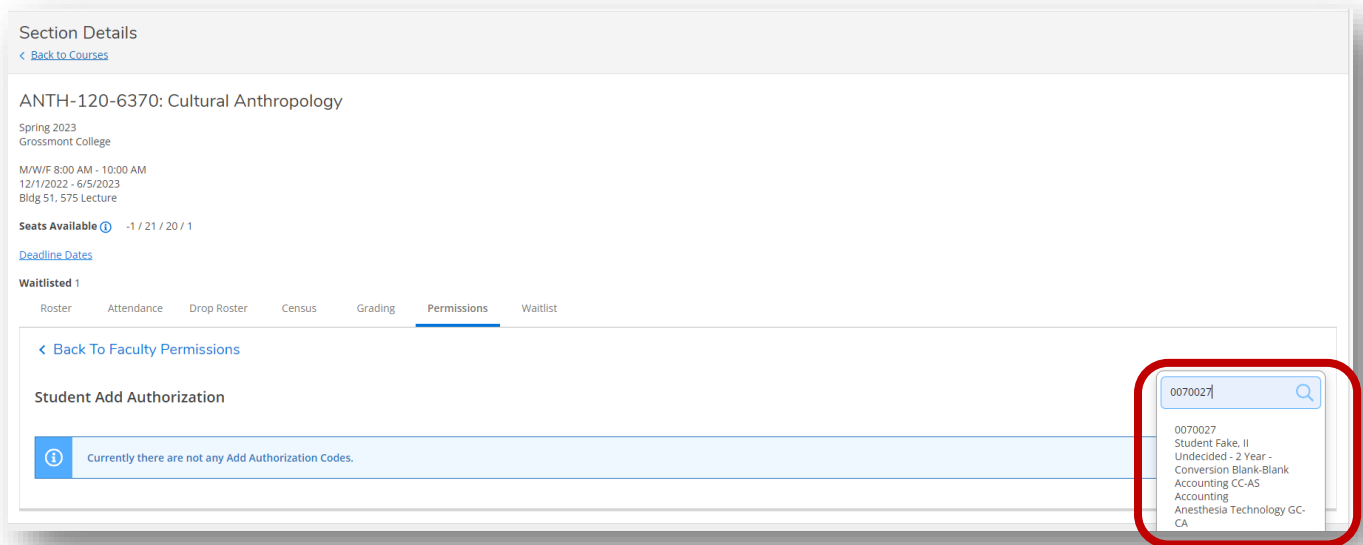 Section Details
< Back to Courses
ANTH-120-6370: Cultural Anthropology
Spring 2023
Grossmont College
M/W/F 8:00 AM - 10:00 AM
12/1/2022 - 6/5/2023
Bldg 51, 575 Lecture
Seats Available -1 / 21 / 20 / 1
Deadline Dates
Waitlisted 1
Roster Attendance Drop Roster Census Grading Permissions Waitlist
< Back To Faculty Permissions
Student Add Authorization
Currently there are not any Add Authorization Codes.
0070027
0070027
Student Fake, II
Undecided - 2 Year -
Conversion Blank-Blank
Accounting CC-AS
Accounting
Anesthesia Technology GC-
CA